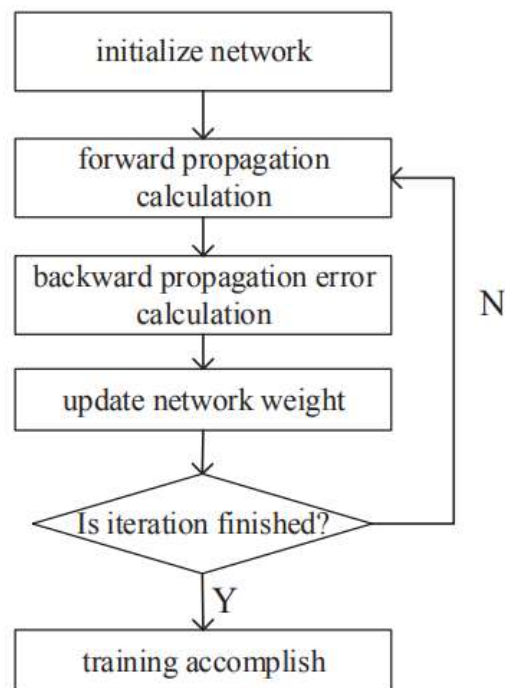 initialize network
forward propagation
calculation
backward propagation error
calculation
N
update network weight
Is iteration finished?
Y
training accomplish